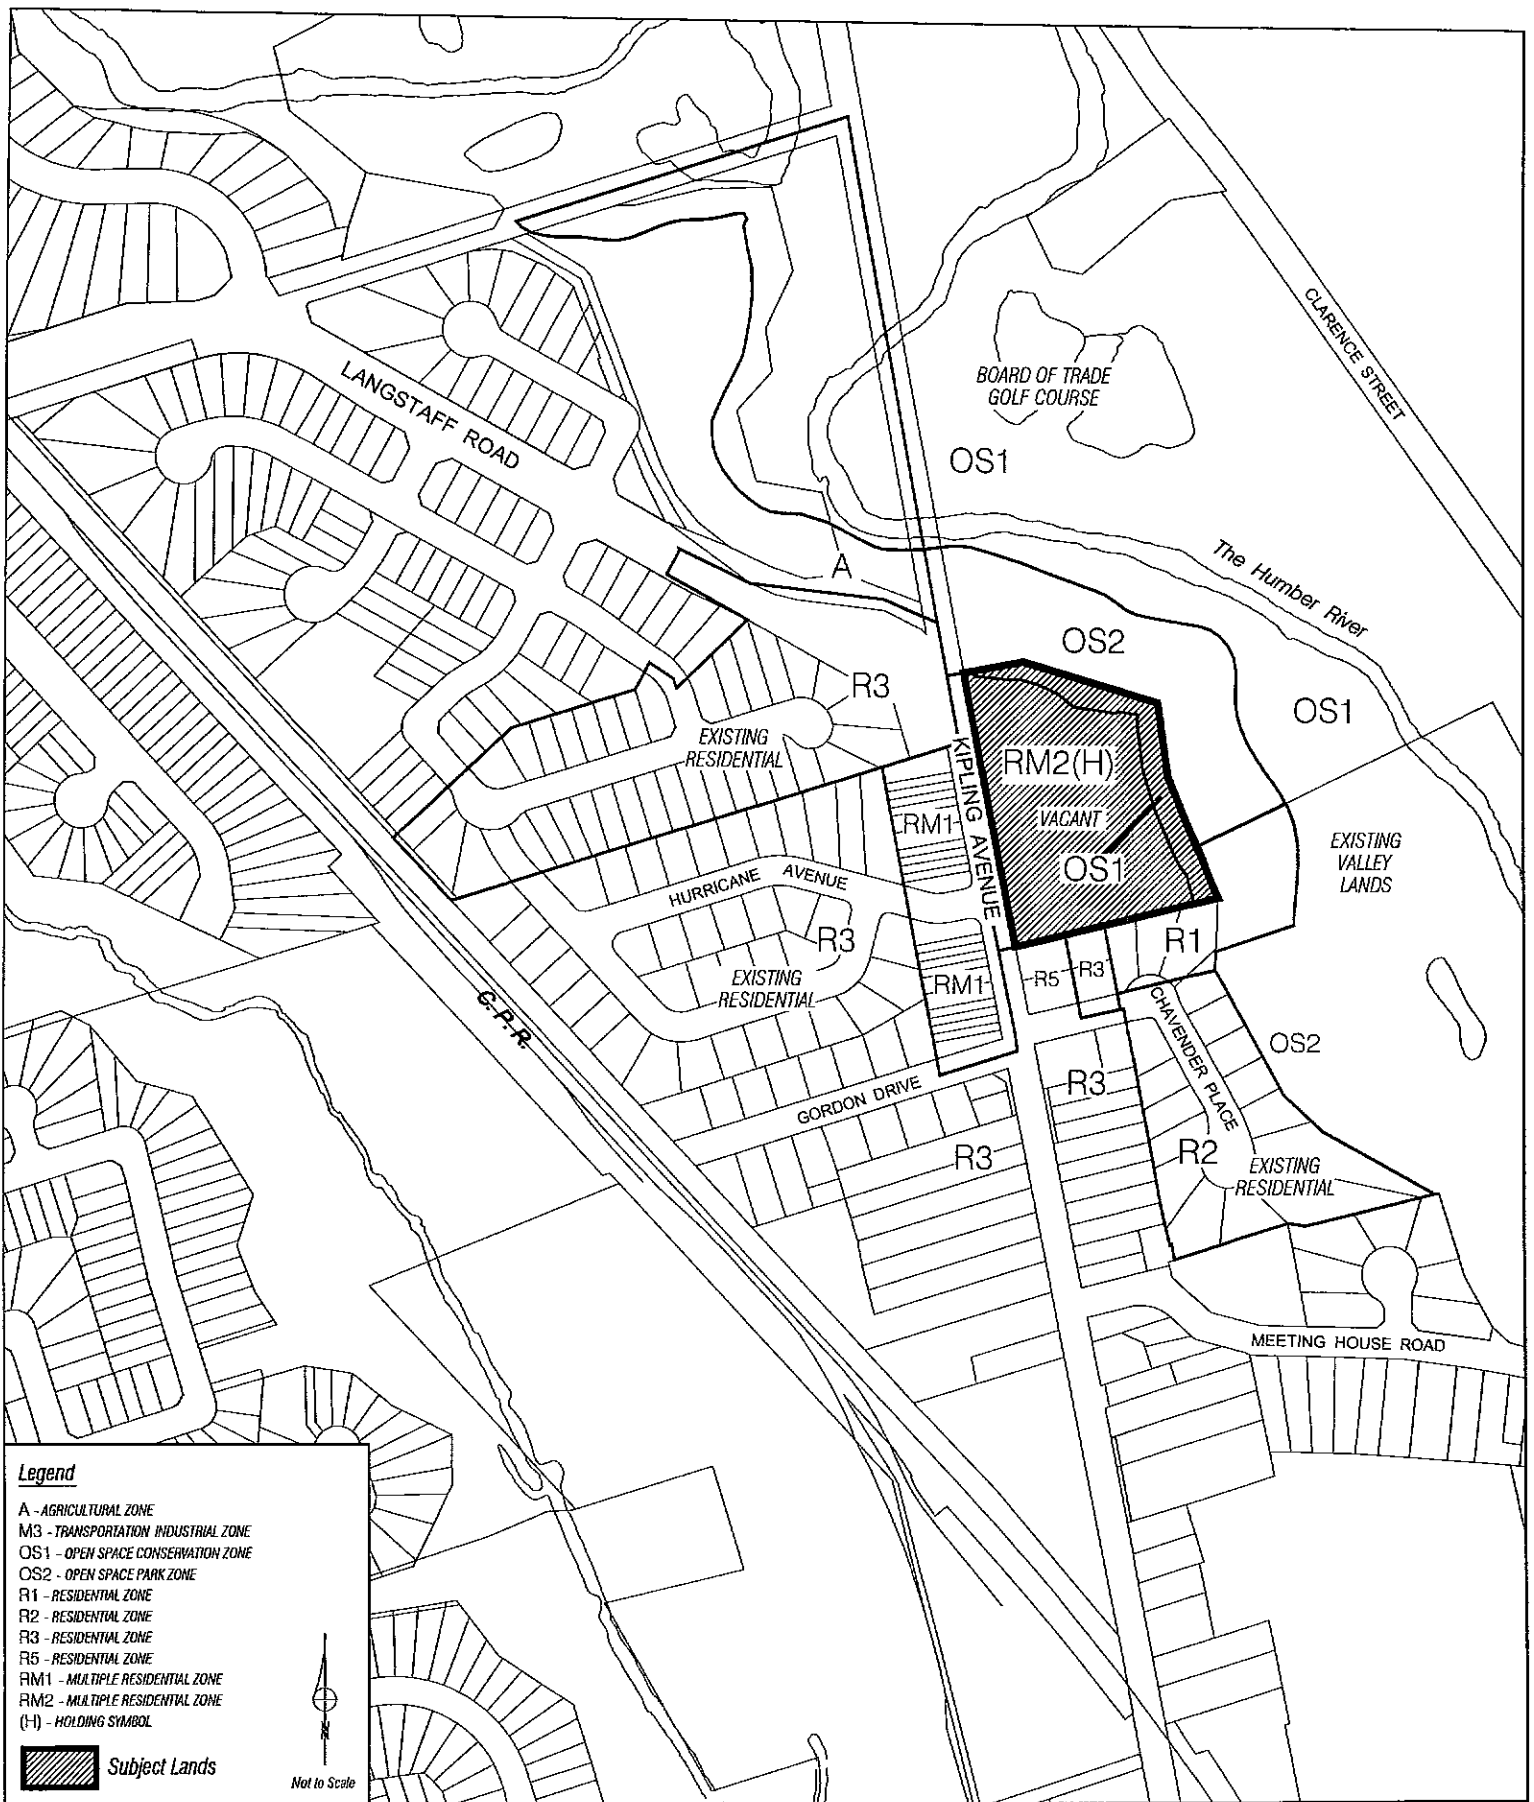 CLARENCE STREET
BOARD OF TRADE
GOLF COURSE
LANGSTAFF ROAD
OS1
The Humber River
A
OS2
R3
OS1
EXISTING
RESIDENTIAL
KIPLING AVENUE
RM2(H)
VACANT
RM1
OS1
EXISTING
VALLEY
LANDS
HURRICANE AVENUE
R3
R1
EXISTING
RESIDENTIAL
RM1
R5
R3
C.P.R.
CHAVENDER PLACE
OS2
R3
GORDON DRIVE
R3
R2
EXISTING
RESIDENTIAL
MEETING HOUSE ROAD
Legend
A - AGRICULTURAL ZONE
M3 - TRANSPORTATION INDUSTRIAL ZONE
OS1 - OPEN SPACE CONSERVATION ZONE
OS2 - OPEN SPACE PARK ZONE
R1 - RESIDENTIAL ZONE
R2 - RESIDENTIAL ZONE
R3 - RESIDENTIAL ZONE
R5 - RESIDENTIAL ZONE
RM1 - MULTIPLE RESIDENTIAL ZONE
RM2 - MULTIPLE RESIDENTIAL ZONE
(H) - HOLDING SYMBOL
N
Subject Lands
Not to Scale